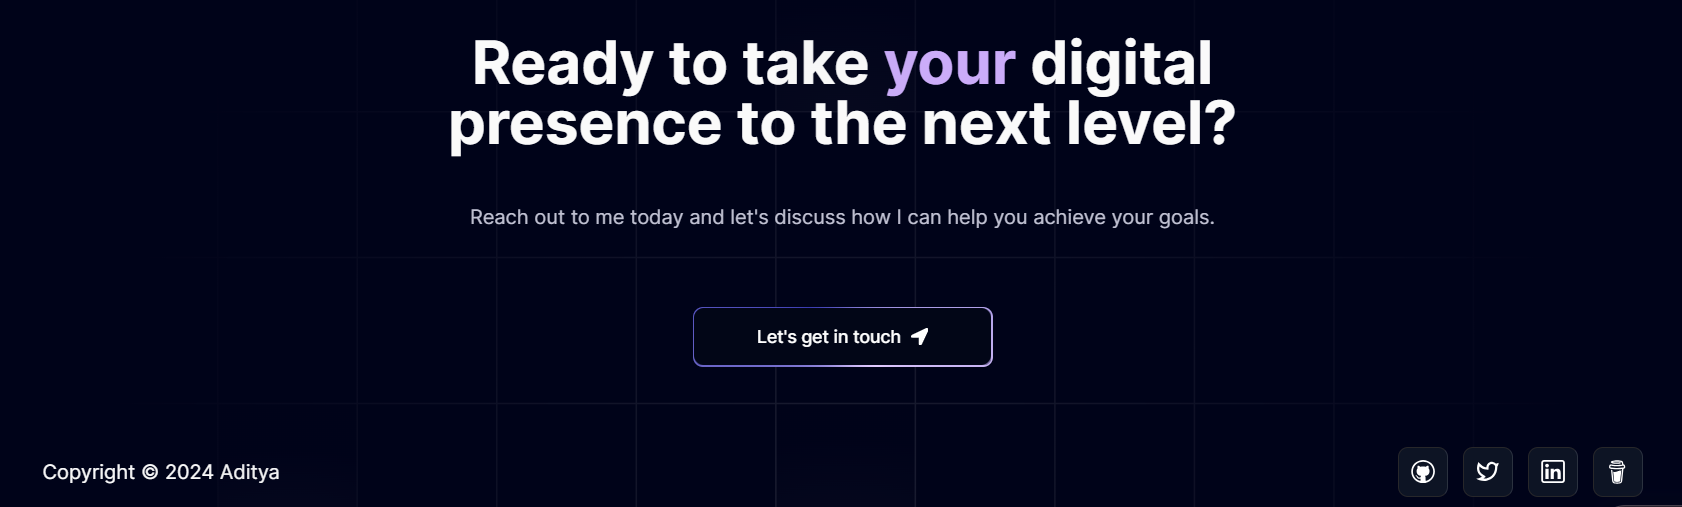 Ready to take your digital
presence to the next level?
Reach out to me today and let's discuss how I can help you achieve your goals.
Let's get in touch
Copyright © 2024 Aditya
in